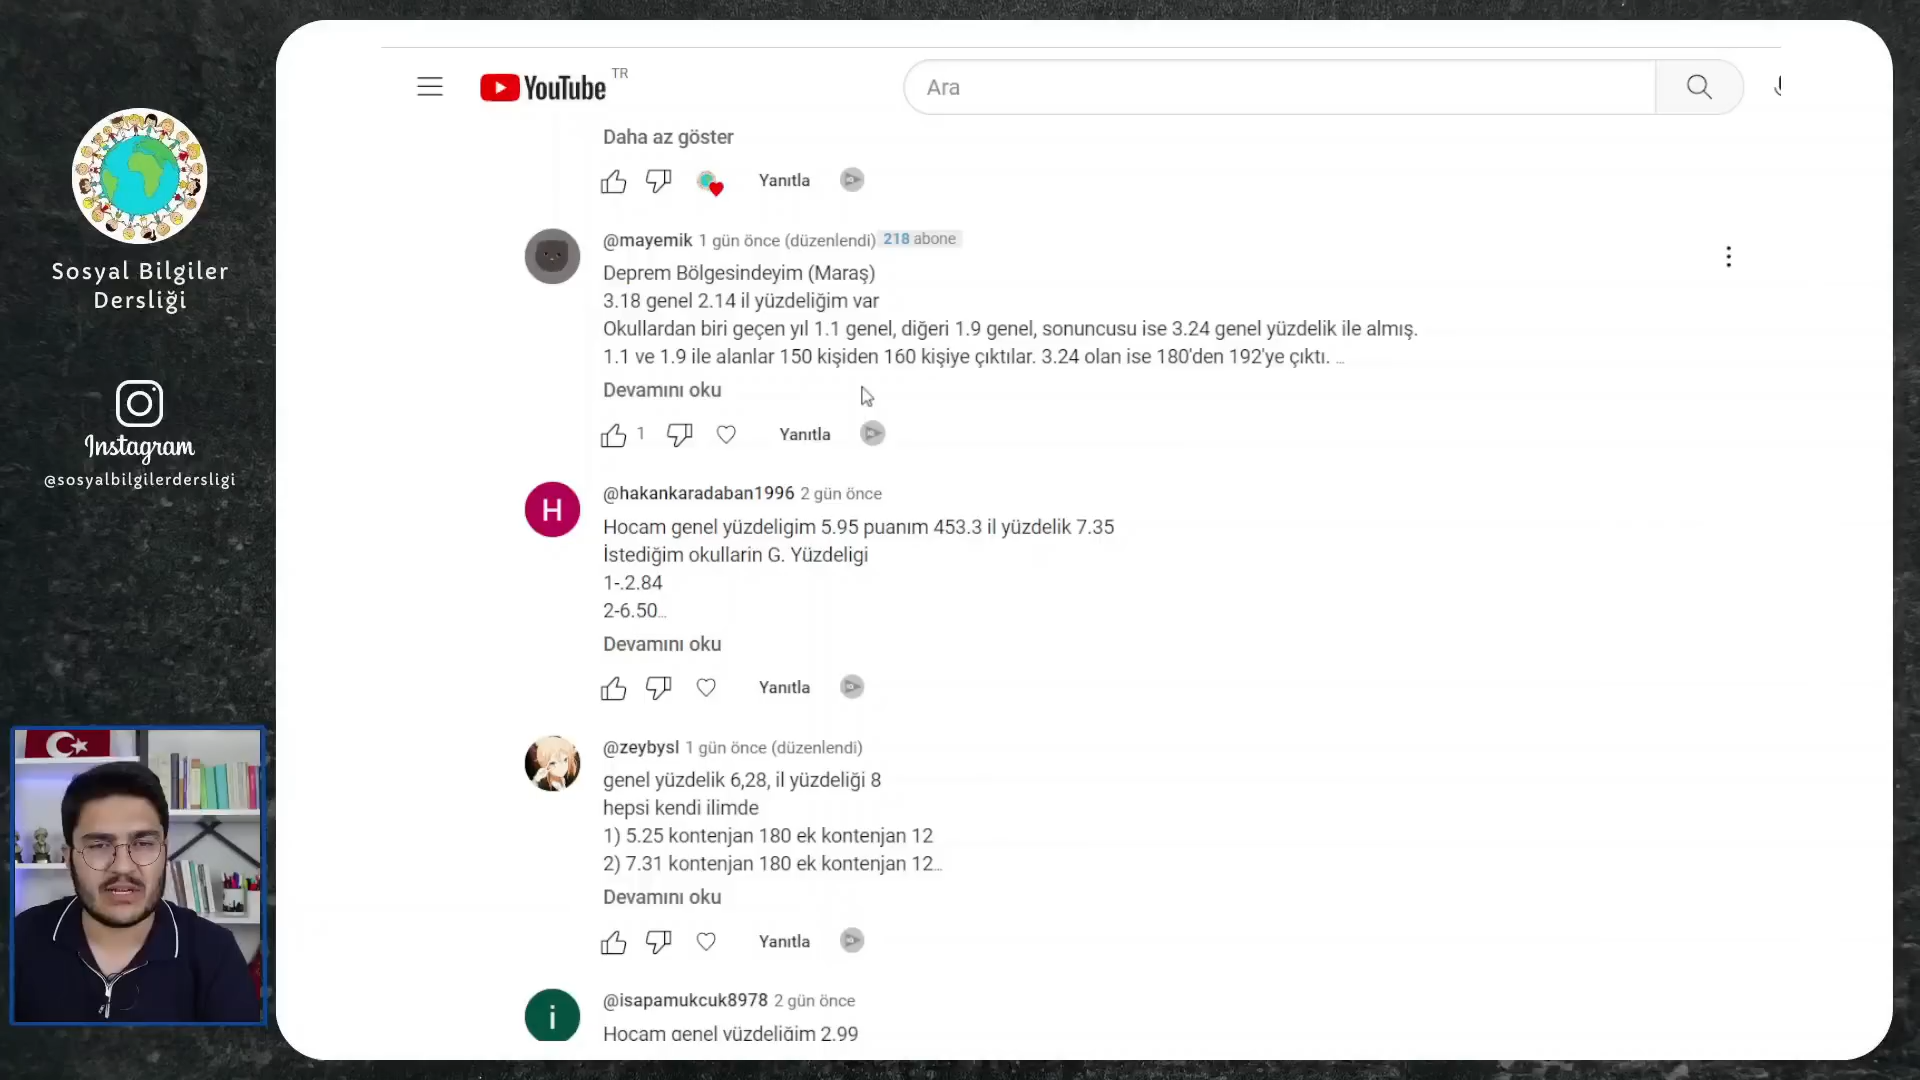 Sosyal Bilgiler
Dersliği
Instagram
@sosyalbilgilerdersligi
YouTube TR
Ara
Daha az göster
Yanıtla
@mayemik 1 gün önce (düzenlendi) 218 abone
Deprem Bölgesindeyim (Maraş)
3.18 genel 2.14 il yüzdeliğim var
Okullardan biri geçen yıl 1.1 genel, diğeri 1.9 genel, sonuncusu ise 3.24 genel yüzdelik ile almış.
1.1 ve 1.9 ile alanlar 150 kişiden 160 kişiye çıktılar. 3.24 olan ise 180'den 192'ye çıktı. ...
Devamını oku
1 Yanıtla
H
@hakankaradaban1996 2 gün önce
Hocam genel yüzdeligim 5.95 puanım 453.3 il yüzdelik 7.35
İstediğim okullarin G. Yüzdeligi
1-.2.84
2-6.50...
Devamını oku
Yanıtla
@zeybysl 1 gün önce (düzenlendi)
genel yüzdelik 6,28, il yüzdeliği 8
hepsi kendi ilimde
1) 5.25 kontenjan 180 ek kontenjan 12
2) 7.31 kontenjan 180 ek kontenjan 12...
Devamını oku
Yanıtla
i
@isapamukcuk8978 2 gün önce
Hocam genel yüzdeliğim 2.99